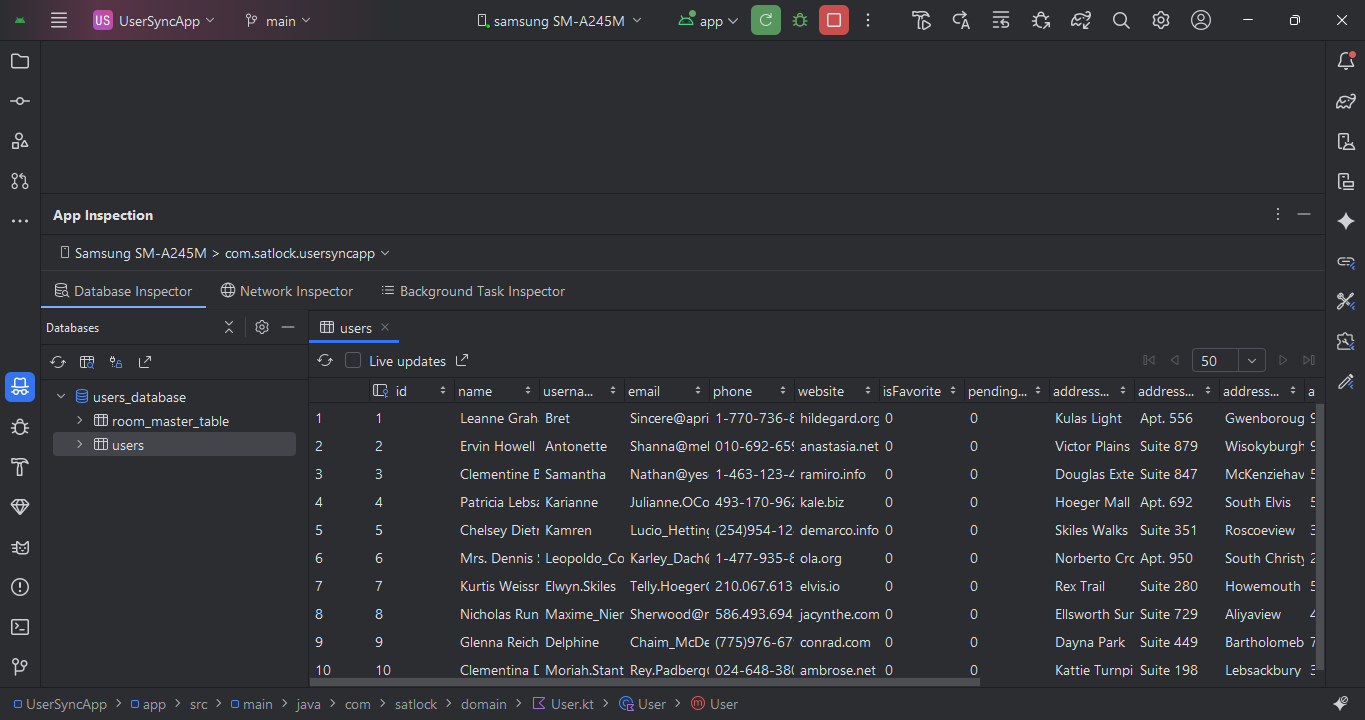 US UserSyncApp main samsung SM-A245M app
App Inspection
Samsung SM-A245M > com.satlock.usersyncapp
Database Inspector Network Inspector Background Task Inspector
Databases users
Live updates 50
users_database
room_master_table
users
id name userna... email phone website isFavorite pending... address... address... address... a
1 1 Leanne Grah Bret Sincere@apri 1-770-736-8 hildegard.org 0 0 Kulas Light Apt. 556 Gwenboroug 9
2 2 Ervin Howell Antonette Shanna@mel 010-692-659 anastasia.net 0 0 Victor Plains Suite 879 Wisokyburgh 9
3 3 Clementine B Samantha Nathan@yes 1-463-123-4 ramiro.info 0 0 Douglas Exte Suite 847 McKenziehav 5
4 4 Patricia Lebsa Karianne Julianne.OCo 493-170-962 kale.biz 0 0 Hoeger Mall Apt. 692 South Elvis 5
5 5 Chelsey Dietr Kamren Lucio_Hetting (254)954-12 demarco.info 0 0 Skiles Walks Suite 351 Roscoeview 3
6 6 Mrs. Dennis S Leopoldo_Co Karley_Dach@ 1-477-935-8 ola.org 0 0 Norberto Crc Apt. 950 South Christy 2
7 7 Kurtis Weissr Elwyn.Skiles Telly.Hoeger@ 210.067.613 elvis.io 0 0 Rex Trail Suite 280 Howemouth 5
8 8 Nicholas Run Maxime_Nier Sherwood@r 586.493.694 jacynthe.com 0 0 Ellsworth Sur Suite 729 Aliyaview 4
9 9 Glenna Reich Delphine Chaim_McDe (775)976-67 conrad.com 0 0 Dayna Park Suite 449 Bartholomeb 7
10 10 Clementina D Moriah.Stant Rey.Padberg@ 024-648-380 ambrose.net 0 0 Kattie Turnpi Suite 198 Lebsackbury 3
UserSyncApp > app > src > main > java > com > satlock > domain > User.kt > User > User